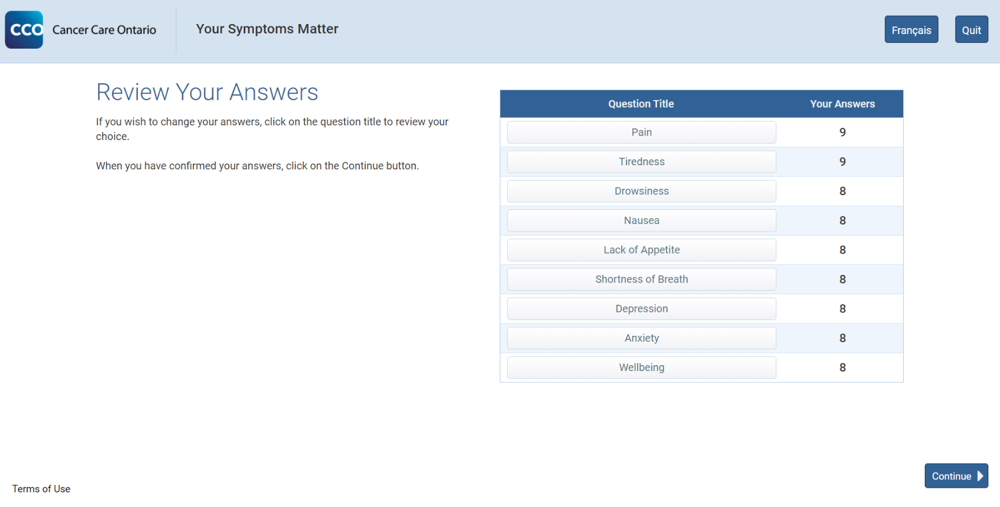 CCO Cancer Care Ontario
Your Symptoms Matter
Français
Quit
Review Your Answers
If you wish to change your answers, click on the question title to review your
choice.
When you have confirmed your answers, click on the Continue button.
Question Title Your Answers
Pain 9
Tiredness 9
Drowsiness 8
Nausea 8
Lack of Appetite 8
Shortness of Breath 8
Depression 8
Anxiety 8
Wellbeing 8
Continue
Terms of Use